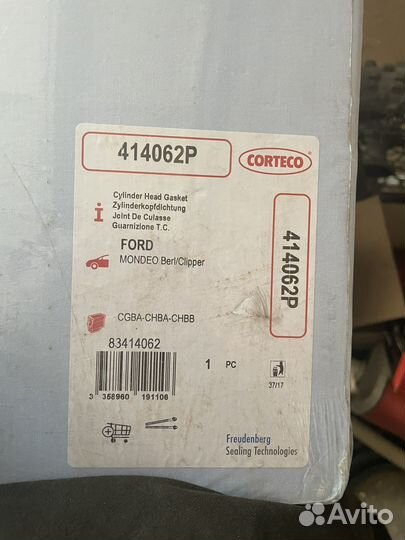 414062P
CORTECO
Cylinder Head Gasket
Zylinderkopfdichtung
Joint De Culasse
Guarnizione T.C.
FORD
MONDEO Berl/Clipper
414062P
CGBA-CHBA-CHBB
83414062
1 PC
37/17
3 358960 191106
Freudenberg
Sealing Technologies
Avito